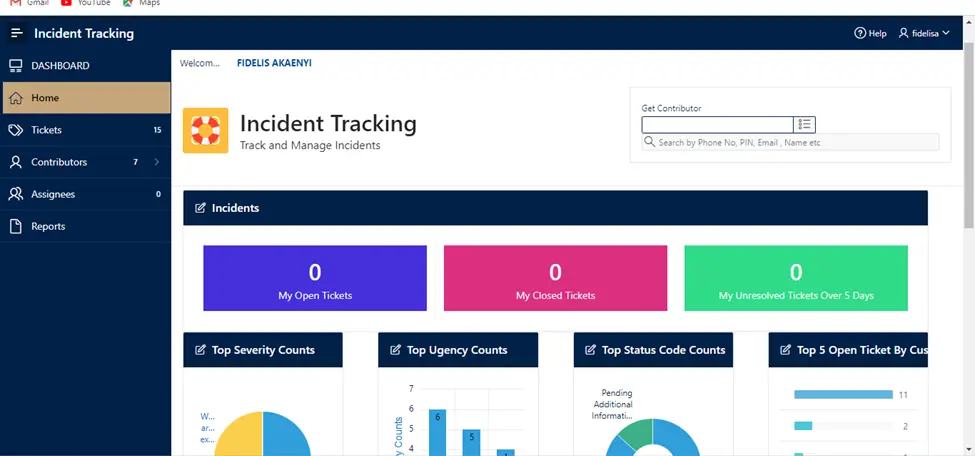 Gmail
YouTube
Maps
Incident Tracking
Help
fidelisa
DASHBOARD
Home
Tickets
15
Contributors
7
Assignees
0
Reports
Welcom...
FIDELIS AKAENYI
Incident Tracking
Track and Manage Incidents
Get Contributor
Search by Phone No, PIN, Email , Name etc
Incidents
0
My Open Tickets
0
My Closed Tickets
0
My Unresolved Tickets Over 5 Days
Top Severity Counts
W...
ar...
ex...
Top Ugency Counts
7
6
5
4
6
5
4
y Counts
Top Status Code Counts
Pending
Additional
Informati...
Top 5 Open Ticket By Cus
11
2